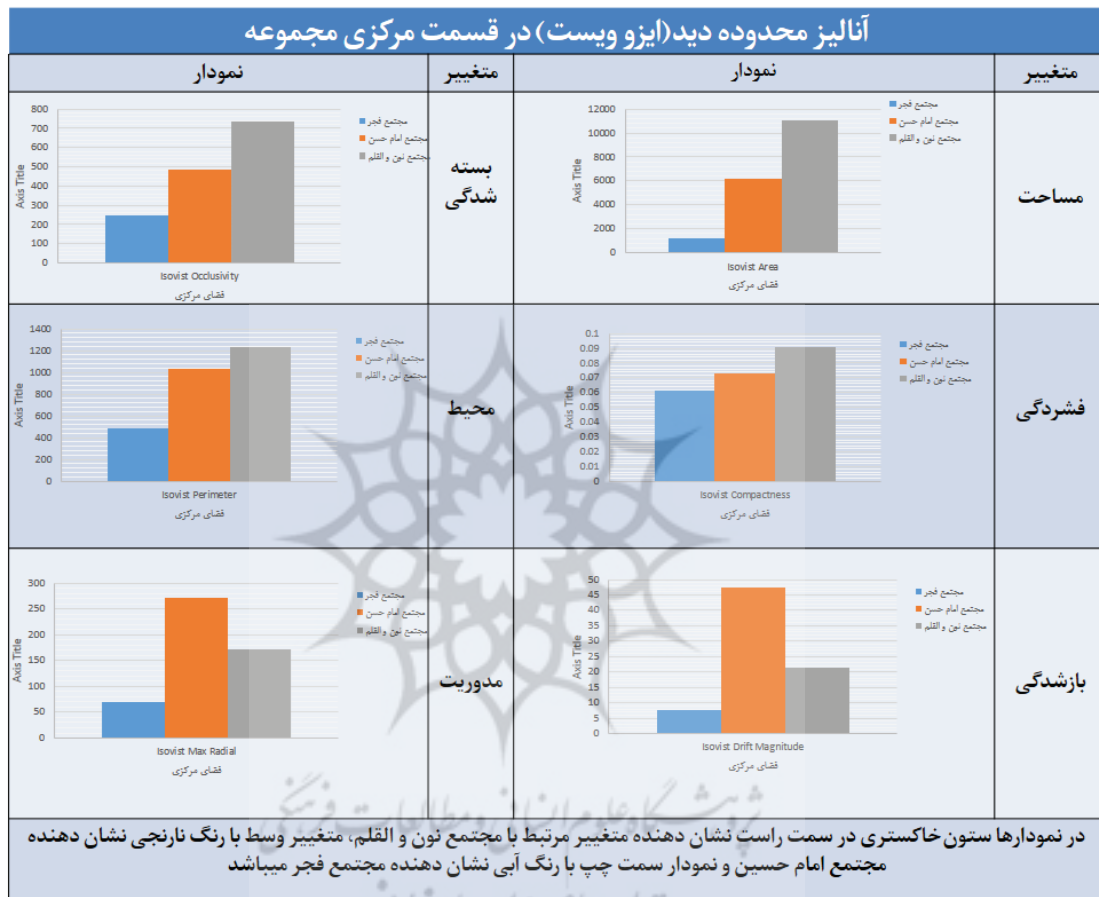 آنالیز محدوده دید(ایزو ویست) در قسمت مرکزی مجموعه
متغییر
نمودار
متغییر
نمودار
مساحت
12000
10000
8000
6000
4000
2000
0
Axis Title
Isovist Area
فضای مرکزی
مجتمع فجر
مجتمع امام حسن
مجتمع نون و القلم
بسته
شدگی
800
700
600
500
400
300
200
100
0
Axis Title
Isovist Occlusivity
فضای مرکزی
مجتمع فجر
مجتمع امام حسن
مجتمع نون و القلم
فشردگی
0.1
0.09
0.08
0.07
0.06
0.05
0.04
0.03
0.02
0.01
0
Axis Title
Isovist Compactness
فضای مرکزی
مجتمع فجر
مجتمع امام حسن
مجتمع نون و القلم
محیط
1400
1200
1000
800
600
400
200
0
Axis Title
Isovist Perimeter
فضای مرکزی
مجتمع فجر
مجتمع امام حسن
مجتمع نون و القلم
بازشدگی
50
45
40
35
30
25
20
15
10
5
0
Axis Title
Isovist Drift Magnitude
فضای مرکزی
مجتمع فجر
مجتمع امام حسن
مجتمع نون و القلم
مدوریت
300
250
200
150
100
50
0
Axis Title
Isovist Max Radial
فضای مرکزی
مجتمع فجر
مجتمع امام حسن
مجتمع نون و القلم
پژوهشگاه علوم انسانی و مطالعات فرهنگی
در نمودارها ستون خاکستری در سمت راست نشان دهنده متغییر مرتبط با مجتمع نون و القلم، متغییر وسط با رنگ نارنجی نشان دهنده
مجتمع امام حسین و نمودار سمت چپ با رنگ آبی نشان دهنده مجتمع فجر میباشد